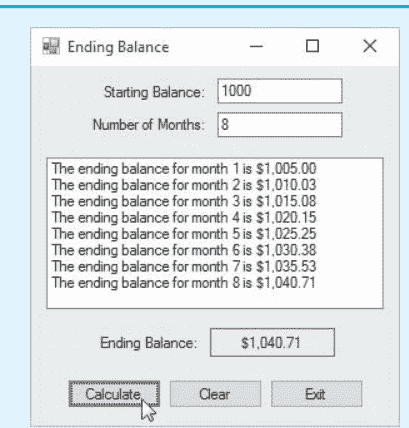 Ending Balance
Starting Balance: 1000
Number of Months: 8
The ending balance for month 1 is $1,005.00
The ending balance for month 2 is $1,010.03
The ending balance for month 3 is $1,015.08
The ending balance for month 4 is $1,020.15
The ending balance for month 5 is $1,025.25
The ending balance for month 6 is $1,030.38
The ending balance for month 7 is $1,035.53
The ending balance for month 8 is $1,040.71
Ending Balance: $1,040.71
Calculate Clear Exit